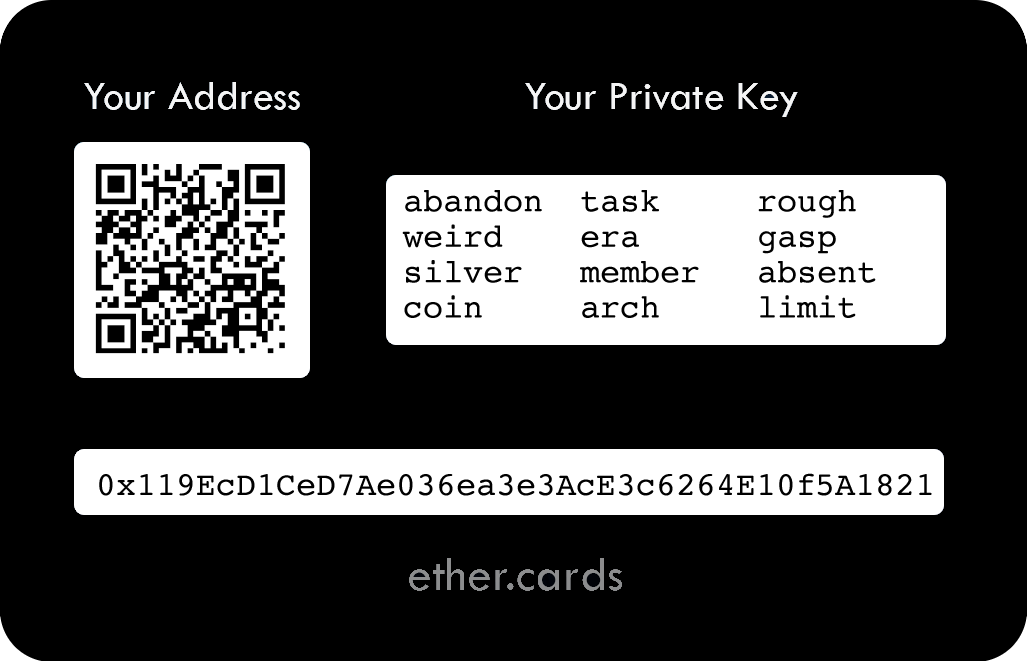 Your Address
Your Private Key
abandon task rough
weird era gasp
silver member absent
coin arch limit
0x119EcD1CeD7Ae036ea3e3AcE3c6264E10f5A1821
ether.cards